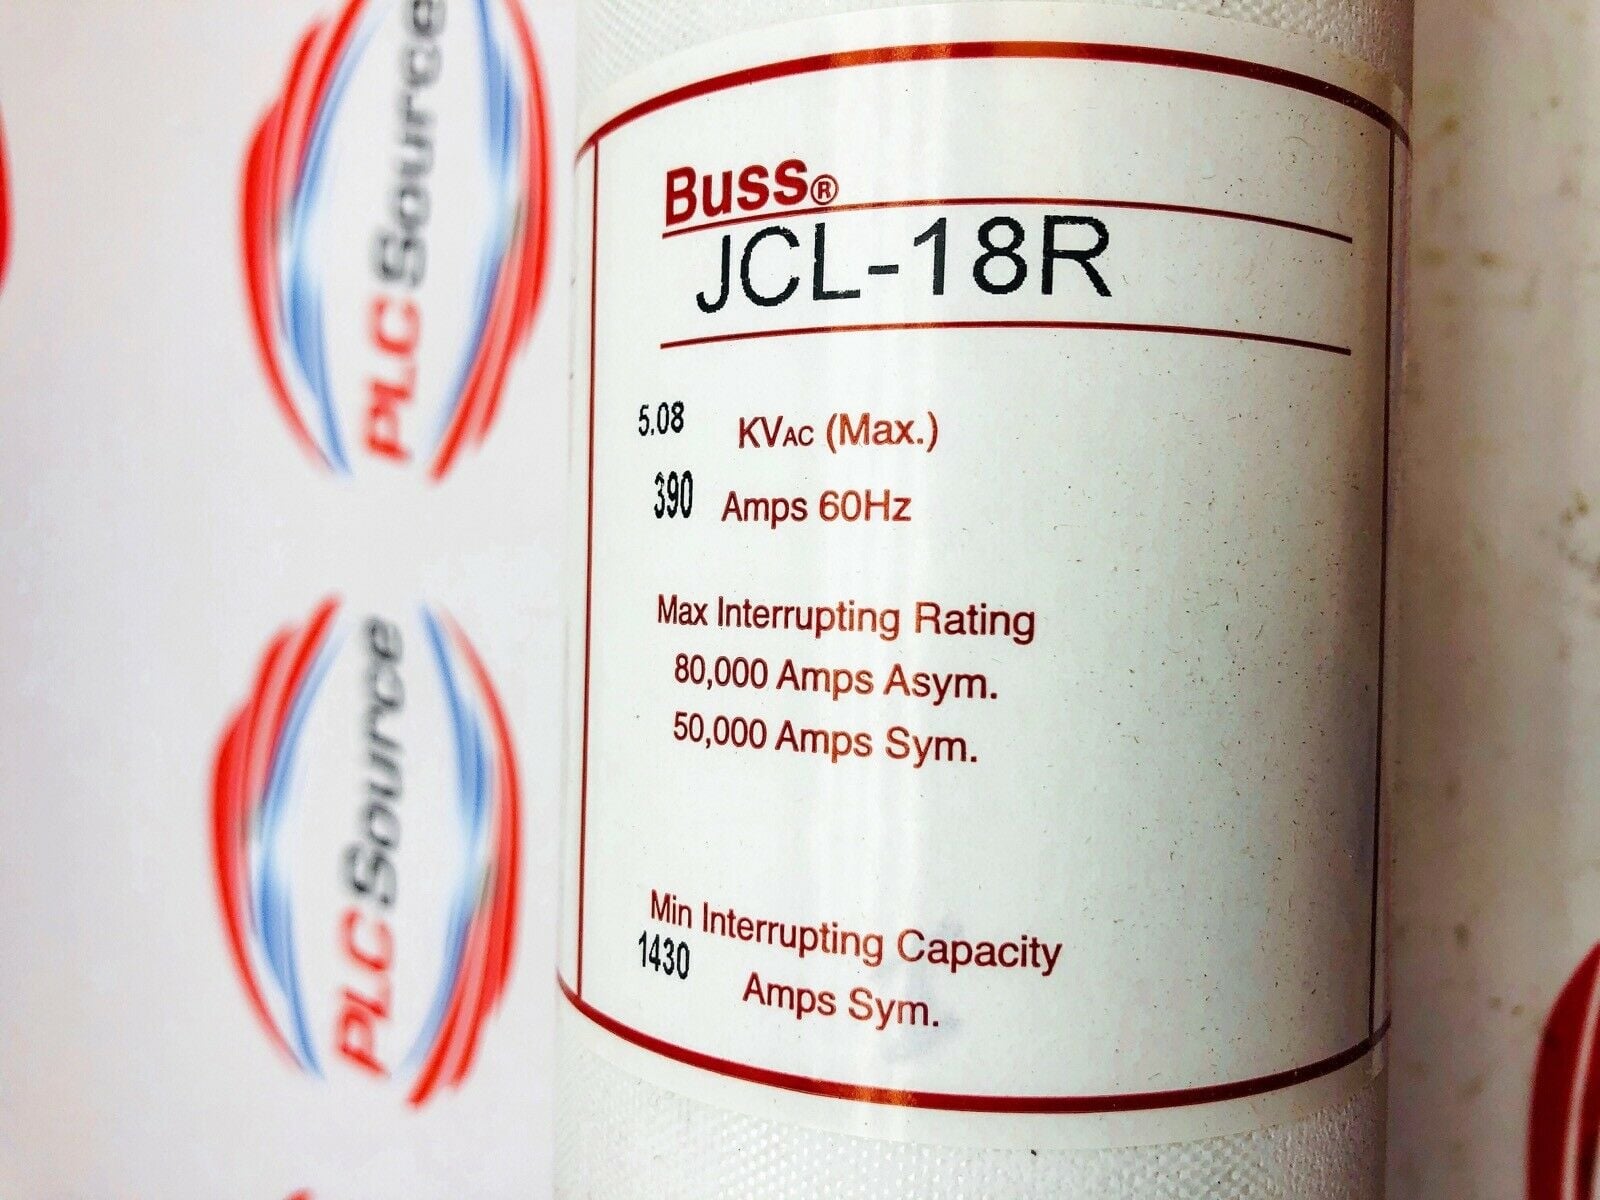 PLC Source
PLC Source
Buss®
JCL-18R
5.08 KVAC (Max.)
390 Amps 60Hz
Max Interrupting Rating
80,000 Amps Asym.
50,000 Amps Sym.
Min Interrupting Capacity
1430 Amps Sym.